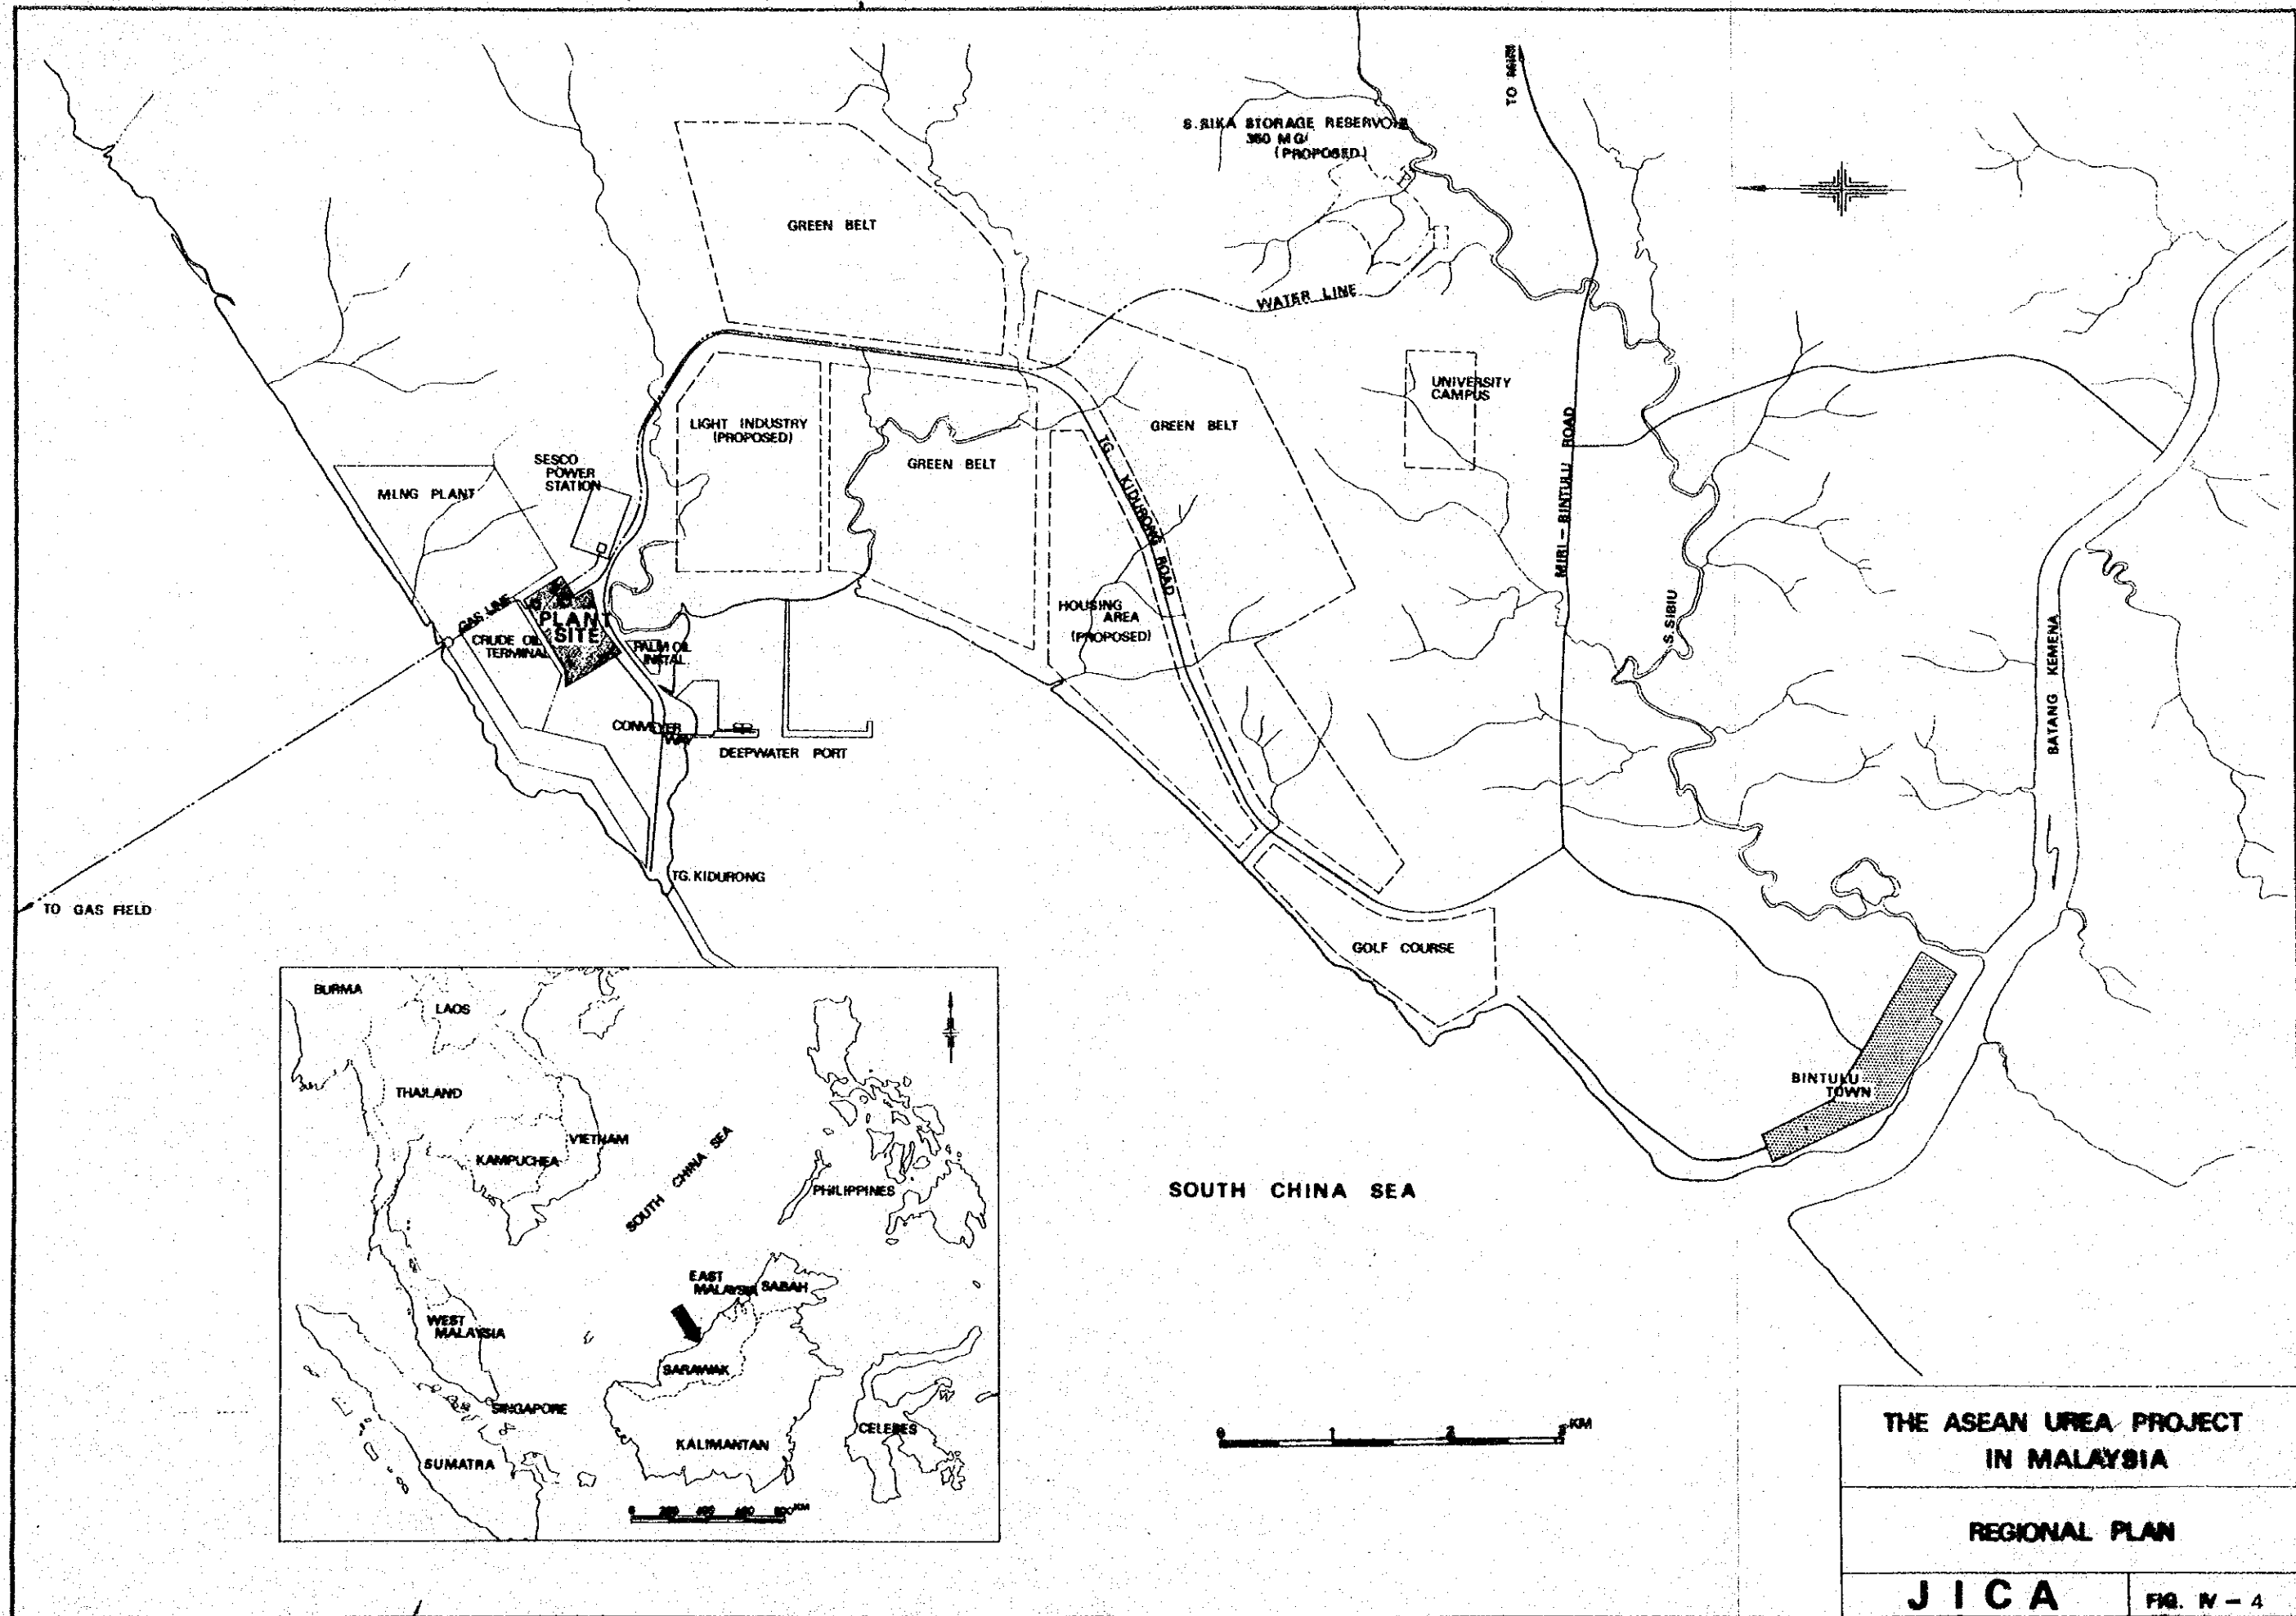 S. SIKA STORAGE RESERVOIR
350 MG
(PROPOSED)
GREEN BELT
WATER LINE
UNIVERSITY
CAMPUS
LIGHT INDUSTRY
(PROPOSED)
GREEN BELT
GREEN BELT
TG. KIDURONG ROAD
MIRI - BINTULU ROAD
SESCO
POWER
STATION
MLNG PLANT
GAS LINE
PLANT
SITE
CRUDE OIL
TERMINAL
PALM OIL
INSTAL
HOUSING
AREA
(PROPOSED)
S. SIBIU
BATANG KEMENA
CONVEYER
WAY
DEEPWATER PORT
TG. KIDURONG
TO GAS FIELD
GOLF COURSE
BINTULU
TOWN
SOUTH CHINA SEA
BURMA
LAOS
THAILAND
VIETNAM
KAMPUCHEA
SOUTH CHINA SEA
PHILIPPINES
EAST
MALAYSIA
SABAH
WEST
MALAYSIA
SARAWAK
SINGAPORE
KALIMANTAN
CELEBES
SUMATRA
0 1 2 3 KM
THE ASEAN UREA PROJECT
IN MALAYSIA
REGIONAL PLAN
JICA
FIG. IV - 4